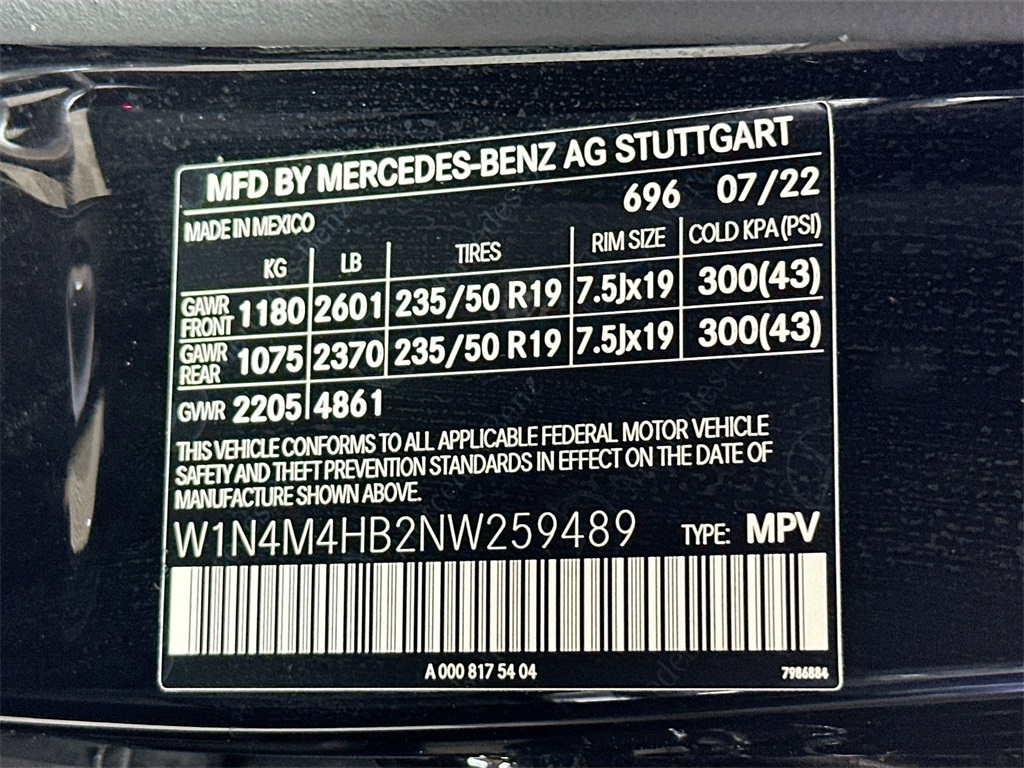 MFD BY MERCEDES-BENZ AG STUTTGART
696 07/22
MADE IN MEXICO
KG LB TIRES RIM SIZE COLD KPA (PSI)
GAWR FRONT 1180 2601 235/50 R19 7.5Jx19 300(43)
GAWR REAR 1075 2370 235/50 R19 7.5Jx19 300(43)
GVWR 2205 4861
THIS VEHICLE CONFORMS TO ALL APPLICABLE FEDERAL MOTOR VEHICLE
SAFETY AND THEFT PREVENTION STANDARDS IN EFFECT ON THE DATE OF
MANUFACTURE SHOWN ABOVE.
W1N4M4HB2NW259489 TYPE: MPV
A 000 817 54 04 7986884